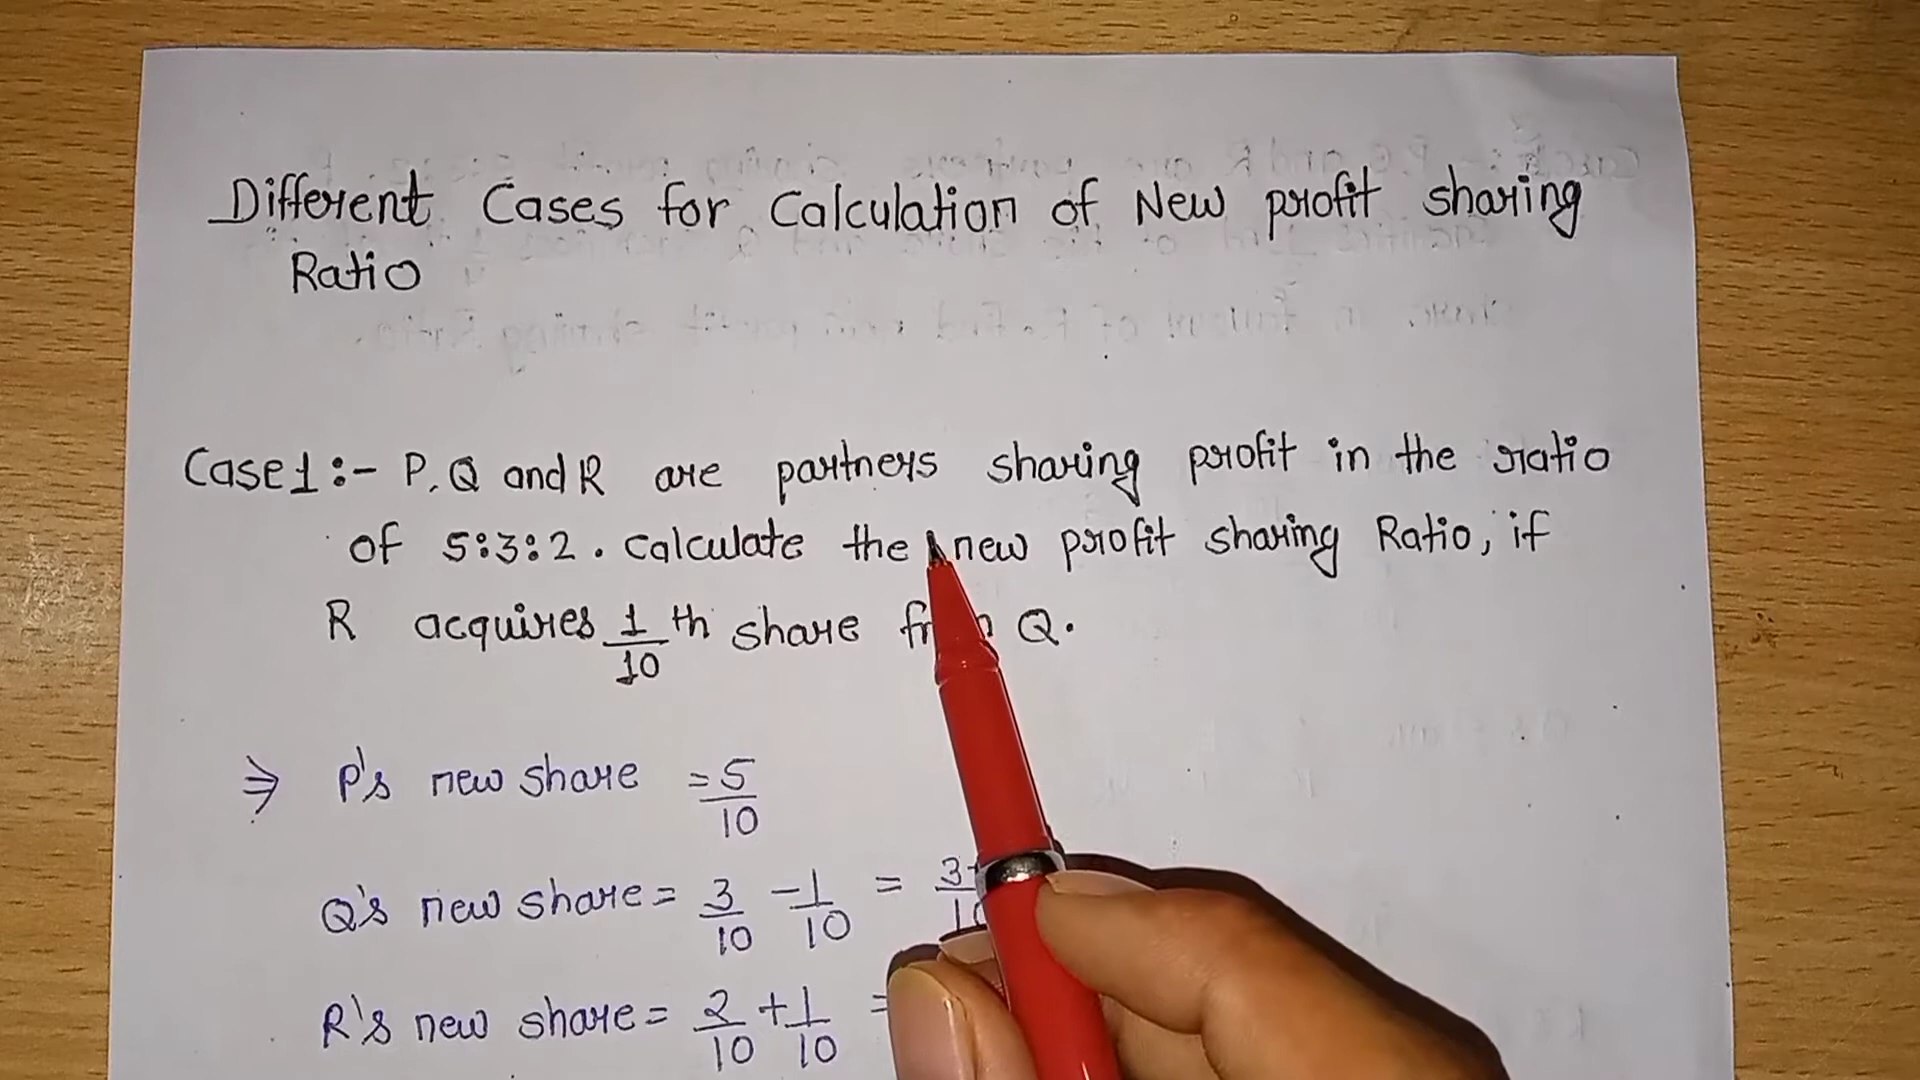 Different Cases for Calculation of New profit sharing
Ratio
Case 1 :- P, Q and R are partners sharing profit in the ratio
of 5:3:2. Calculate the new profit sharing Ratio, if
R acquires 1/10 th share Q.
⇒ P's new share = 5/10
Q's new share = 3/10 - 1/10 =
R's new share = 2/10 + 1/10 =